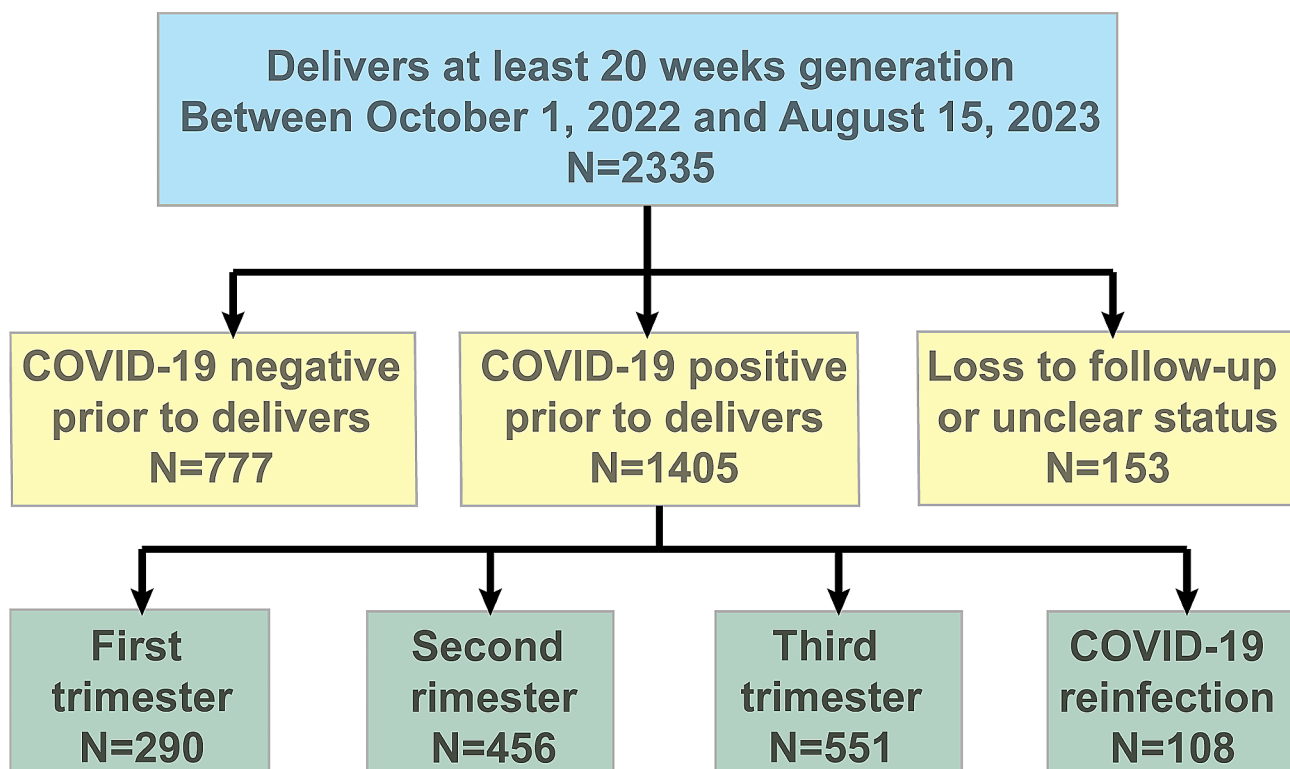 Delivers at least 20 weeks generation
Between October 1, 2022 and August 15, 2023
N=2335
COVID-19 negative
prior to delivers
N=777
COVID-19 positive
prior to delivers
N=1405
Loss to follow-up
or unclear status
N=153
First
trimester
N=290
Second
rimester
N=456
Third
trimester
N=551
COVID-19
reinfection
N=108